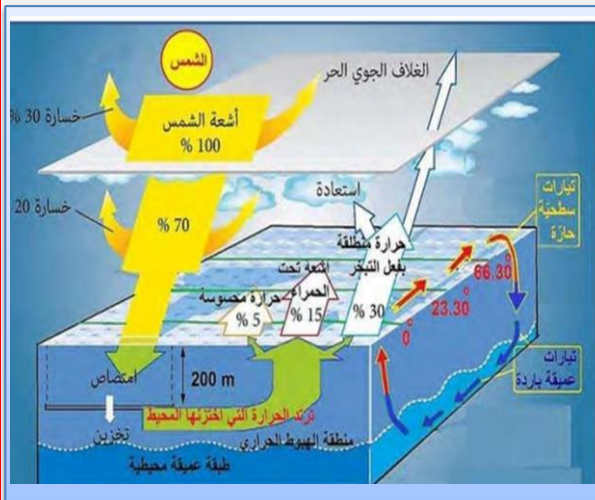 الشمس
الغلاف الجوي الحر
خسارة 30 %
أشعة الشمس
100 %
استعادة
خسارة 20
70 %
تيارات
سطحية
حارّة
حرارة منطلقة
بفعل التبخر
أشعة تحت
الحمراء
حرارة محسوسة
5 %
15 %
30 %
66.30°
23.30°
0°
امتصاص
200 m
تيارات
عميقة باردة
ترتد الحرارة التي اختزنها المحيط
تخزين
منطقة الهبوط الحراري
طبقة عميقة محيطية